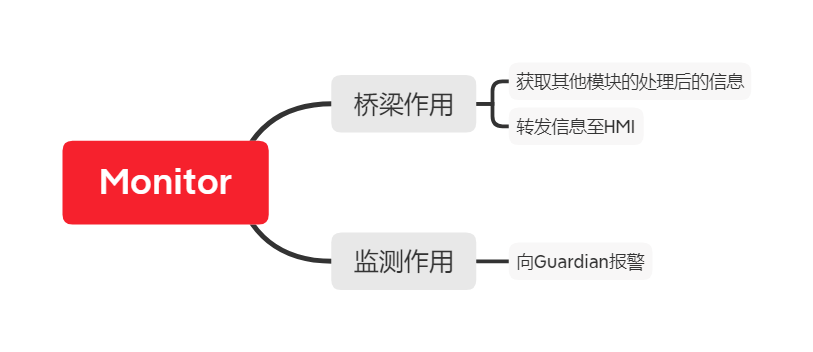 Monitor
桥梁作用
获取其他模块的处理后的信息
转发信息至HMI
监测作用
向Guardian报警